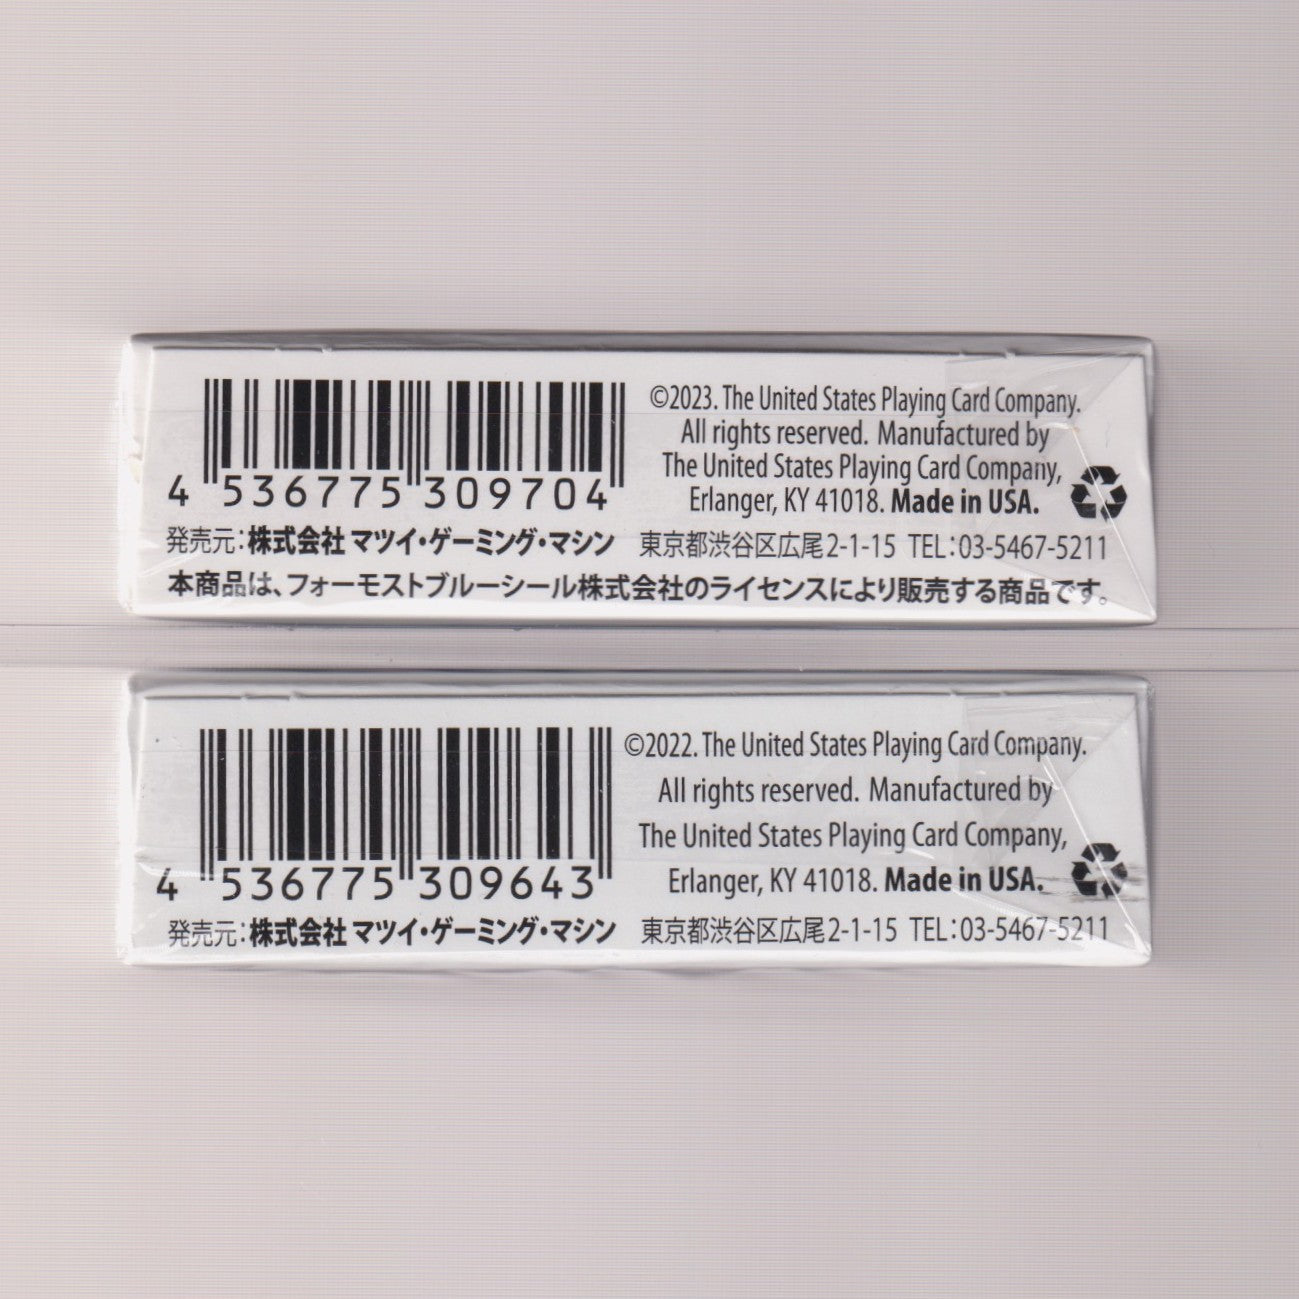 ©2023. The United States Playing Card Company.
All rights reserved. Manufactured by
The United States Playing Card Company,
Erlanger, KY 41018. Made in USA.
4 536775 309704
発売元:株式会社 マツイ・ゲーミング・マシン 東京都渋谷区広尾2-1-15 TEL:03-5467-5211
本商品は、フォーモストブルーシール株式会社のライセンスにより販売する商品です。
©2022. The United States Playing Card Company.
All rights reserved. Manufactured by
The United States Playing Card Company,
Erlanger, KY 41018. Made in USA.
4 536775 309643
発売元:株式会社 マツイ・ゲーミング・マシン 東京都渋谷区広尾2-1-15 TEL:03-5467-5211